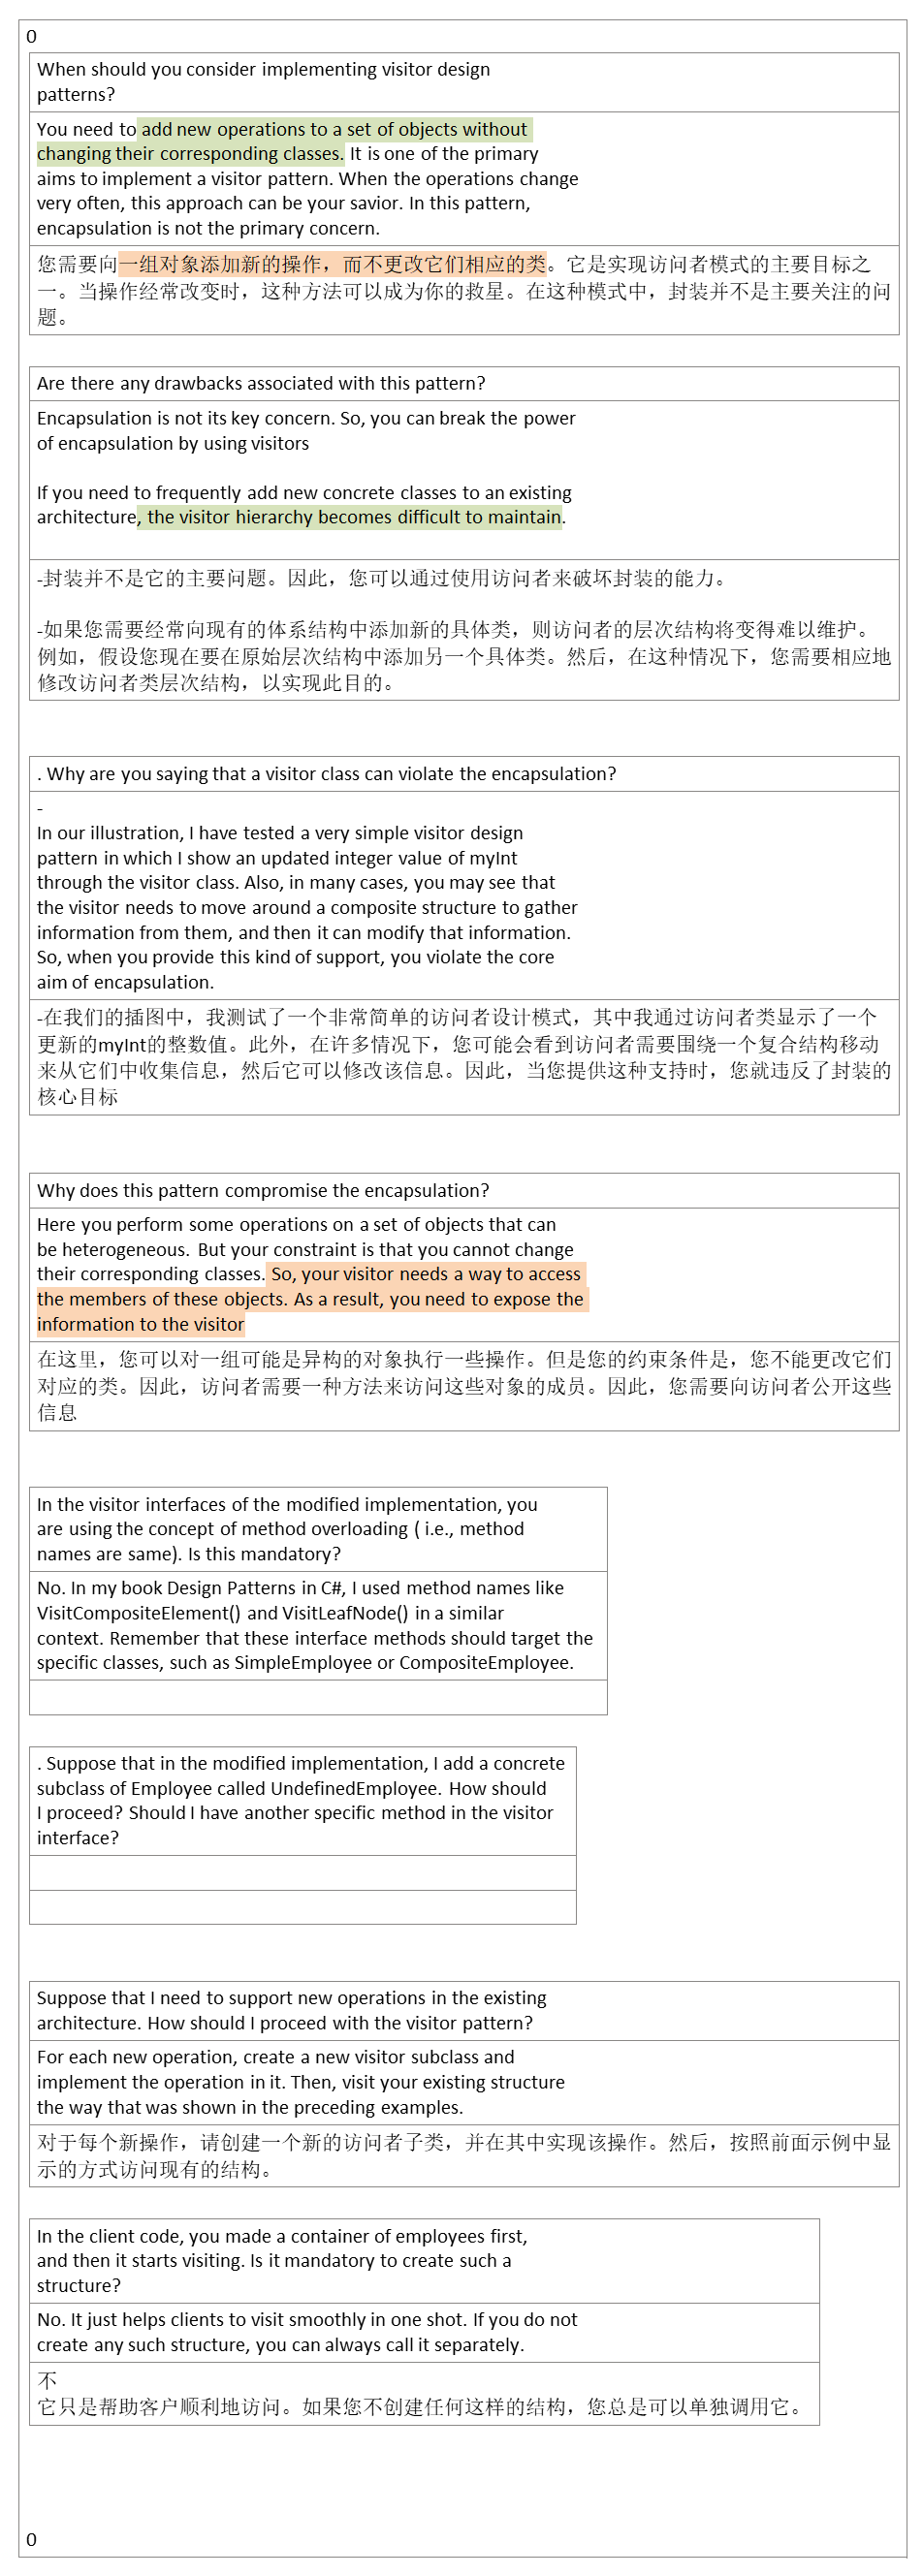 0
When should you consider implementing visitor design
patterns?
You need to add new operations to a set of objects without
changing their corresponding classes. It is one of the primary
aims to implement a visitor pattern. When the operations change
very often, this approach can be your savior. In this pattern,
encapsulation is not the primary concern.
您需要向一组对象添加新的操作，而不更改它们相应的类。它是实现访问者模式的主要目标之
一。当操作经常改变时，这种方法可以成为你的救星。在这种模式中，封装并不是主要关注的问
题。
Are there any drawbacks associated with this pattern?
Encapsulation is not its key concern. So, you can break the power
of encapsulation by using visitors
If you need to frequently add new concrete classes to an existing
architecture, the visitor hierarchy becomes difficult to maintain.
-封装并不是它的主要问题。因此，您可以通过使用访问者来破坏封装的能力。
-如果您需要经常向现有的体系结构中添加新的具体类，则访问者的层次结构将变得难以维护。
例如，假设您现在要在原始层次结构中添加另一个具体类。然后，在这种情况下，您需要相应地
修改访问者类层次结构，以实现此目的。
. Why are you saying that a visitor class can violate the encapsulation?
-
In our illustration, I have tested a very simple visitor design
pattern in which I show an updated integer value of myInt
through the visitor class. Also, in many cases, you may see that
the visitor needs to move around a composite structure to gather
information from them, and then it can modify that information.
So, when you provide this kind of support, you violate the core
aim of encapsulation.
-在我们的插图中，我测试了一个非常简单的访问者设计模式，其中我通过访问者类显示了一个
更新的myInt的整数值。此外，在许多情况下，您可能会看到访问者需要围绕一个复合结构移动
来从它们中收集信息，然后它可以修改该信息。因此，当您提供这种支持时，您就违反了封装的
核心目标
Why does this pattern compromise the encapsulation?
Here you perform some operations on a set of objects that can
be heterogeneous. But your constraint is that you cannot change
their corresponding classes. So, your visitor needs a way to access
the members of these objects. As a result, you need to expose the
information to the visitor
在这里，您可以对一组可能是异构的对象执行一些操作。但是您的约束条件是，您不能更改它们
对应的类。因此，访问者需要一种方法来访问这些对象的成员。因此，您需要向访问者公开这些
信息
In the visitor interfaces of the modified implementation, you
are using the concept of method overloading ( i.e., method
names are same). Is this mandatory?
No. In my book Design Patterns in C#, I used method names like
VisitCompositeElement() and VisitLeafNode() in a similar
context. Remember that these interface methods should target the
specific classes, such as SimpleEmployee or CompositeEmployee.
. Suppose that in the modified implementation, I add a concrete
subclass of Employee called UndefinedEmployee. How should
I proceed? Should I have another specific method in the visitor
interface?
Suppose that I need to support new operations in the existing
architecture. How should I proceed with the visitor pattern?
For each new operation, create a new visitor subclass and
implement the operation in it. Then, visit your existing structure
the way that was shown in the preceding examples.
对于每个新操作，请创建一个新的访问者子类，并在其中实现该操作。然后，按照前面示例中显
示的方式访问现有的结构。
In the client code, you made a container of employees first,
and then it starts visiting. Is it mandatory to create such a
structure?
No. It just helps clients to visit smoothly in one shot. If you do not
create any such structure, you can always call it separately.
不
它只是帮助客户顺利地访问。如果您不创建任何这样的结构，您总是可以单独调用它。
0